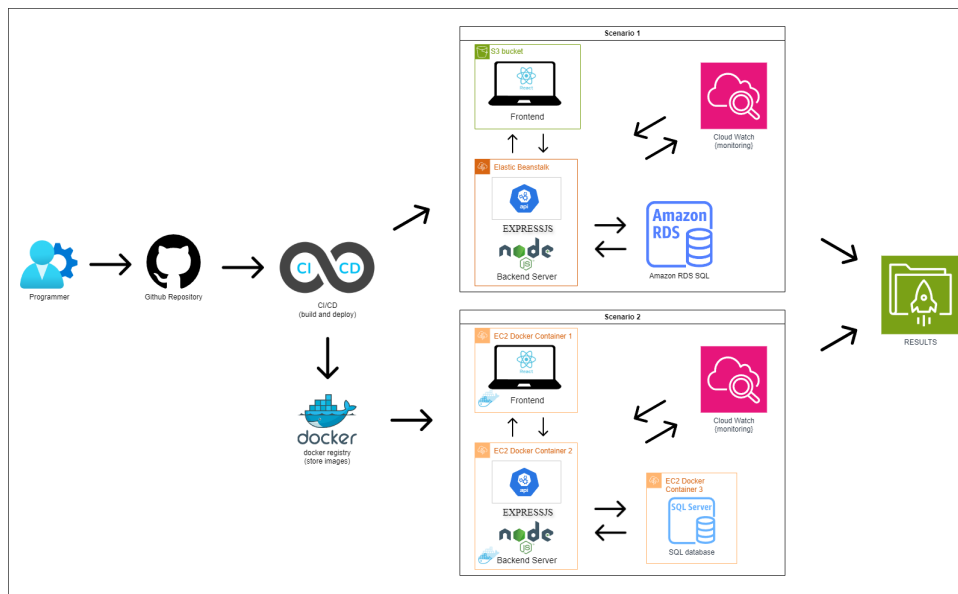 Scenario 1
S3 bucket
React
Frontend
Cloud Watch
(monitoring)
Elastic Beanstalk
api
EXPRESSJS
node
JS
Backend Server
Amazon
RDS
Amazon RDS SQL
Programmer
Github Repository
CI CD
CI/CD
(build and deploy)
docker
docker registry
(store images)
Scenario 2
EC2 Docker Container 1
React
Frontend
Cloud Watch
(monitoring)
EC2 Docker Container 2
api
EXPRESSJS
node
JS
Backend Server
EC2 Docker
Container 3
SQL Server
SQL database
RESULTS